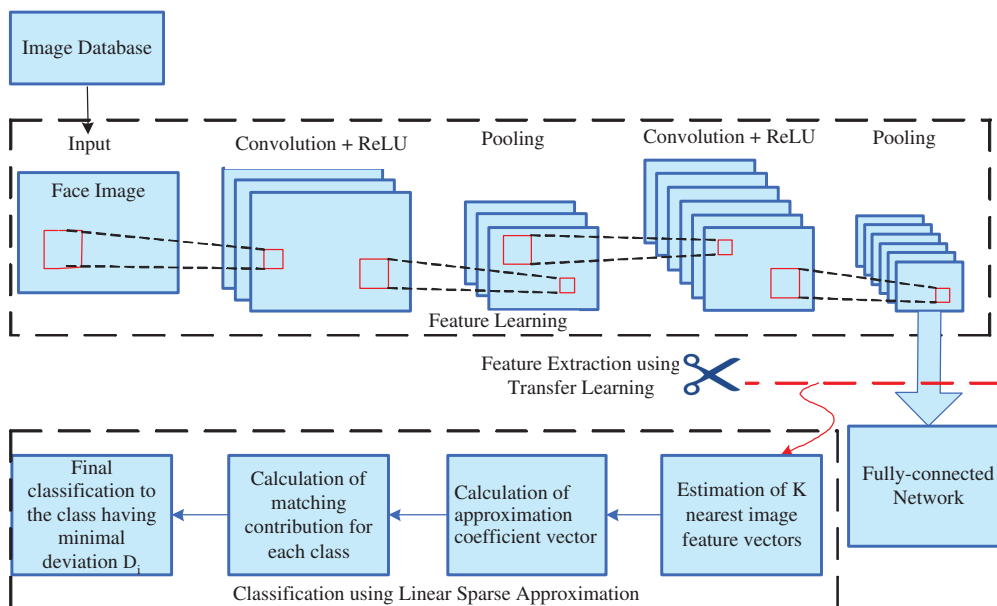 Image Database
Input
Convolution + ReLU
Pooling
Convolution + ReLU
Pooling
Face Image
Feature Learning
Feature Extraction using
Transfer Learning
Final
classification to
the class having
minimal
deviation Di
Calculation of
matching
contribution for
each class
Calculation of
approximation
coefficient vector
Estimation of K
nearest image
feature vectors
Fully-connected
Network
Classification using Linear Sparse Approximation